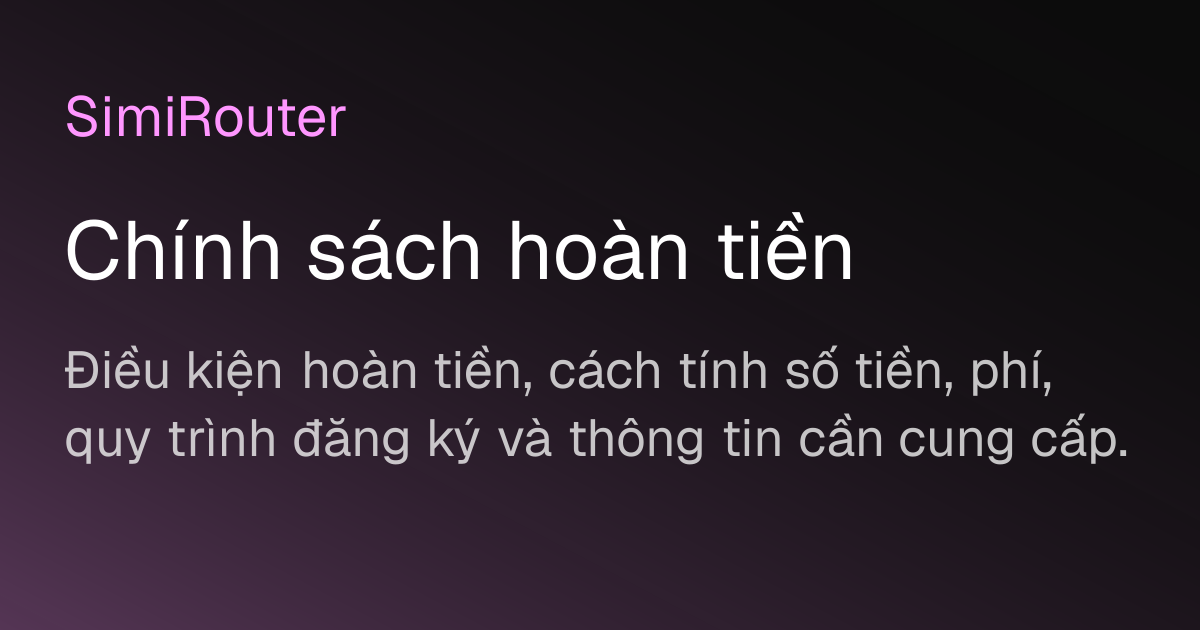 SimiRouter
Chính sách hoàn tiền
Điều kiện hoàn tiền, cách tính số tiền, phí,
quy trình đăng ký và thông tin cần cung cấp.